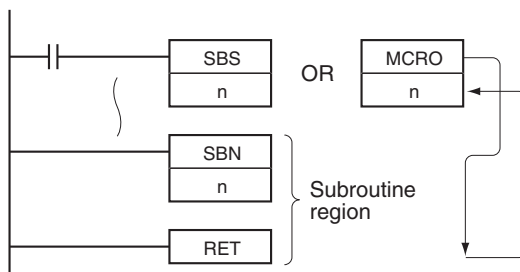 SBS
n
OR
MCRO
n
SBN
n
Subroutine
region
RET